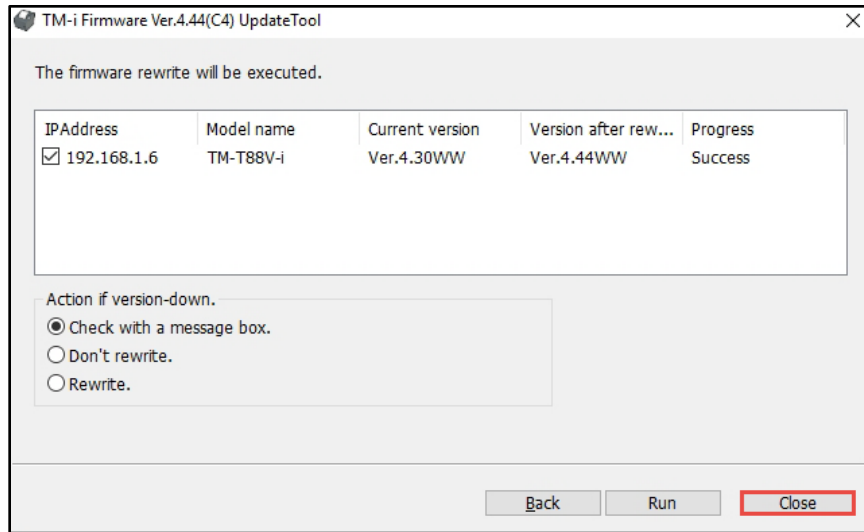 TM-i Firmware Ver.4.44(C4) UpdateTool
The firmware rewrite will be executed.
IPAddress Model name Current version Version after rew... Progress
192.168.1.6 TM-T88V-i Ver.4.30WW Ver.4.44WW Success
Action if version-down.
Check with a message box.
Don't rewrite.
Rewrite.
Back Run Close